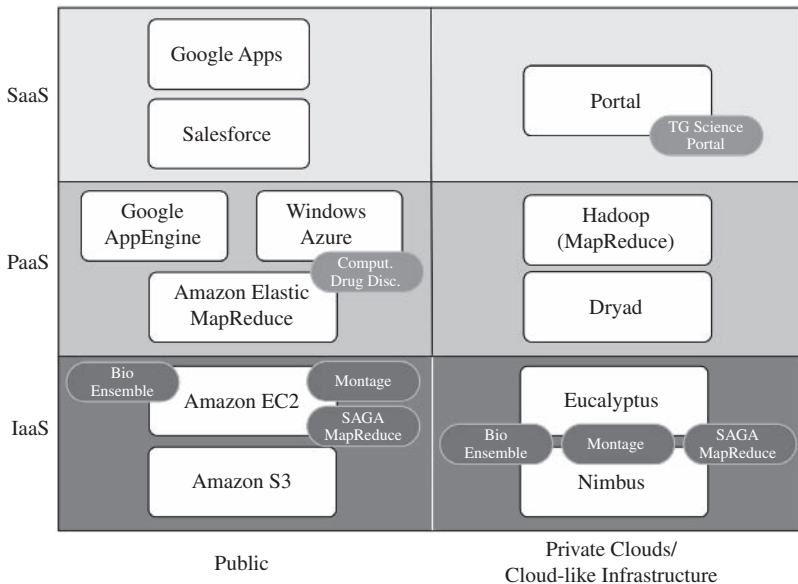 SaaS
Google Apps
Salesforce
Portal
TG Science
Portal
PaaS
Google
AppEngine
Windows
Azure
Comput.
Drug Disc.
Amazon Elastic
MapReduce
Hadoop
(MapReduce)
Dryad
IaaS
Bio
Ensemble
Amazon EC2
Montage
SAGA
MapReduce
Amazon S3
Eucalyptus
Bio
Ensemble
Montage
SAGA
MapReduce
Nimbus
Public
Private Clouds/
Cloud-like Infrastructure